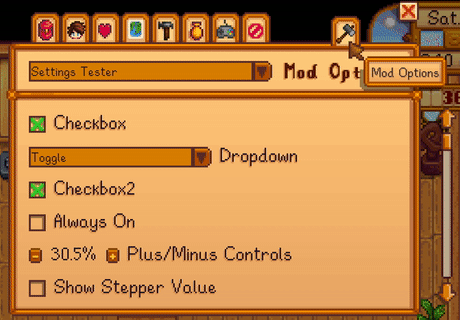 Sat.
Settings Tester
Mod Opt
Mod Options
Checkbox
Toggle
Dropdown
Checkbox2
Always On
30.5%
Plus/Minus Controls
Show Stepper Value